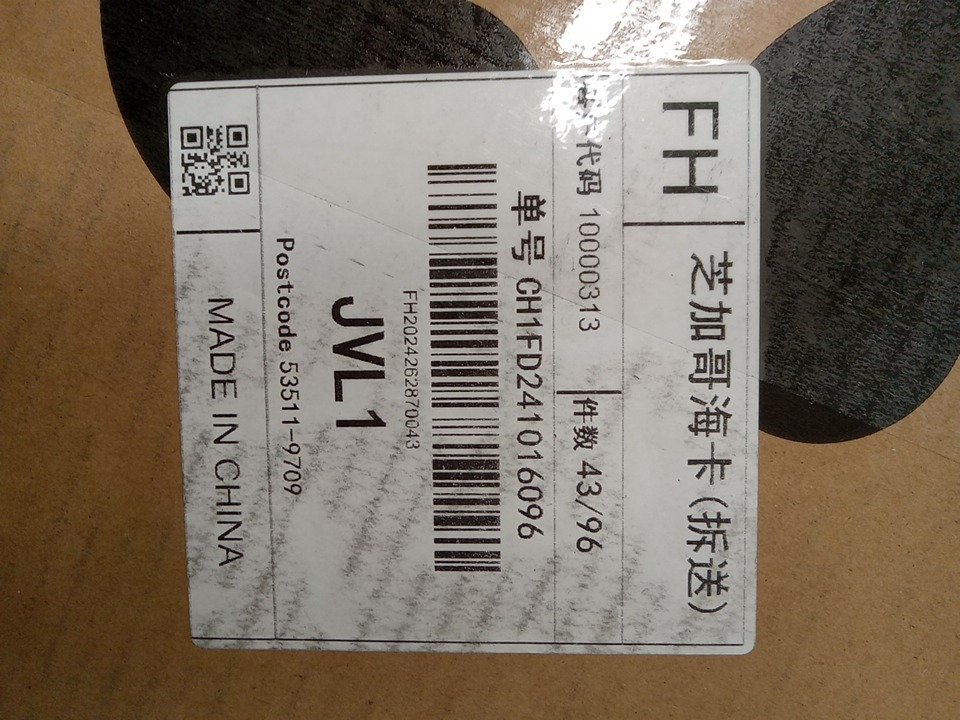 FH
芝加哥海卡(拆送)
代码 10000313
件数 43/96
单号 CH1FD241016096
FH2024262870043
JVL1
Postcode 53511-9709
MADE IN CHINA